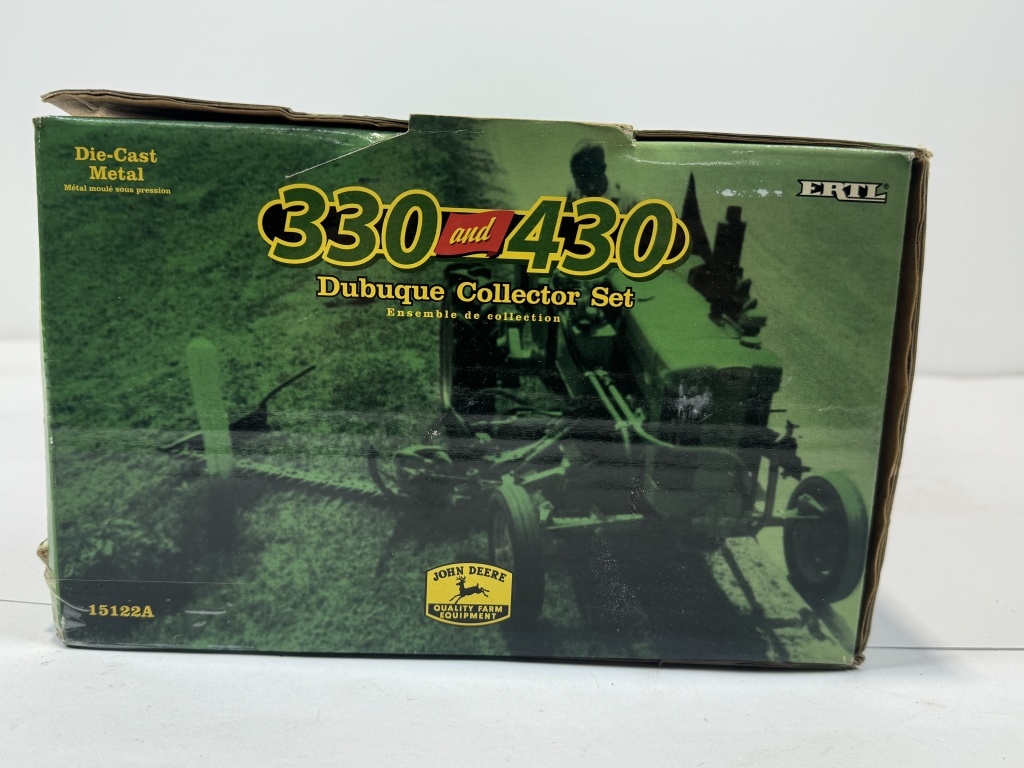 Die-Cast
Metal
Métal moulé sous pression
ERTL®
330 and 430
Dubuque Collector Set
Ensemble de collection
JOHN DEERE
QUALITY FARM
EQUIPMENT
15122A